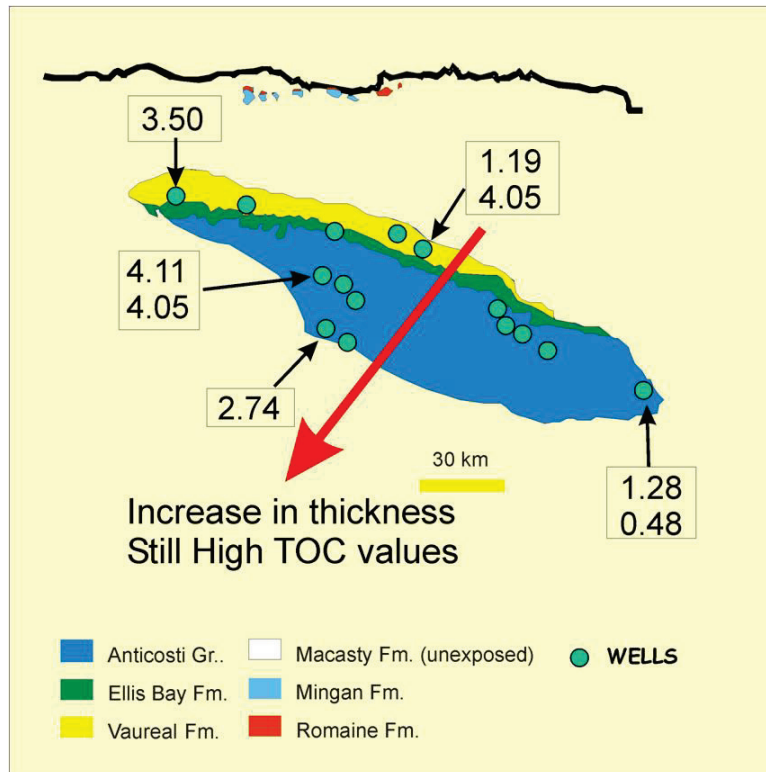 3.50
1.19
4.05
4.11
4.05
2.74
30 km
1.28
0.48
Increase in thickness
Still High TOC values
Anticosti Gr..
Macasty Fm. (unexposed)
WELLS
Ellis Bay Fm.
Mingan Fm.
Vaureal Fm.
Romaine Fm.